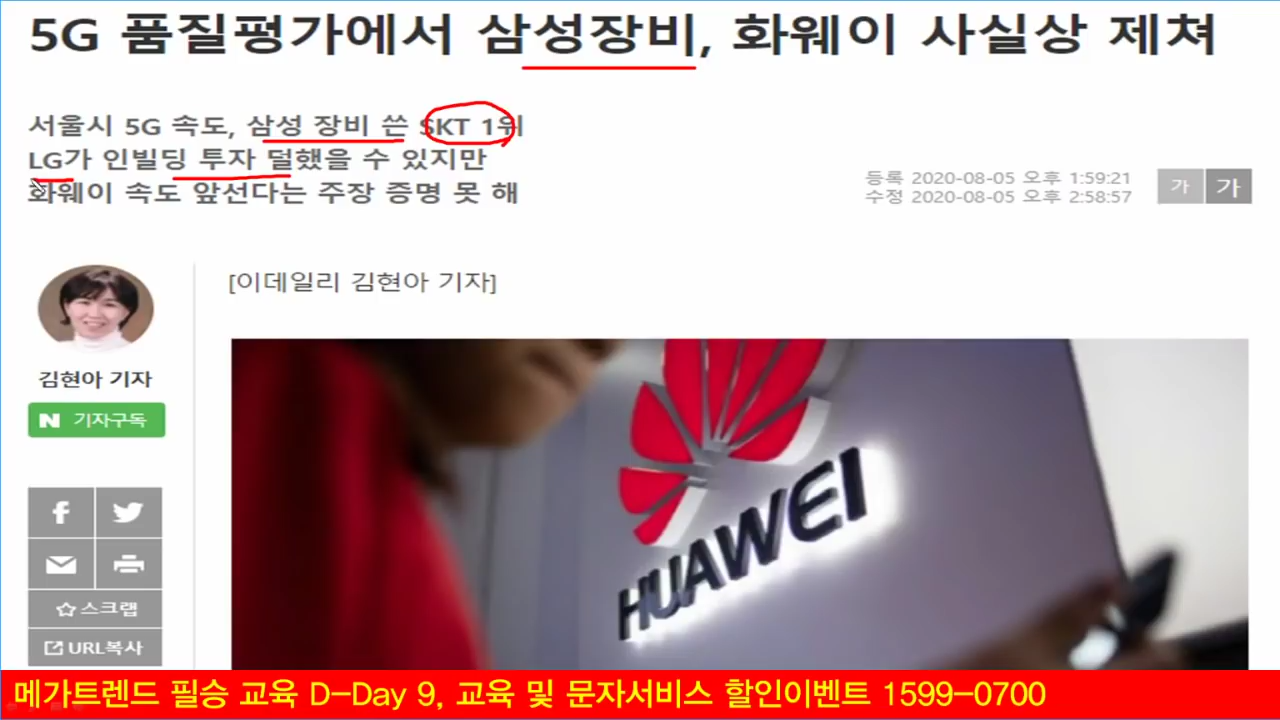 5G 품질평가에서 삼성장비, 화웨이 사실상 제쳐
서울시 5G 속도, 삼성 장비 쓴 SKT 1위
LG가 인빌딩 투자 덜했을 수 있지만
화웨이 속도 앞선다는 주장 증명 못 해
등록 2020-08-05 오후 1:59:21
수정 2020-08-05 오후 2:58:57
가 가
[이데일리 김현아 기자]
김현아 기자
N 기자구독
스크랩
URL복사
HUAWEI
메가트렌드 필승 교육 D-Day 9, 교육 및 문자서비스 할인이벤트 1599-0700